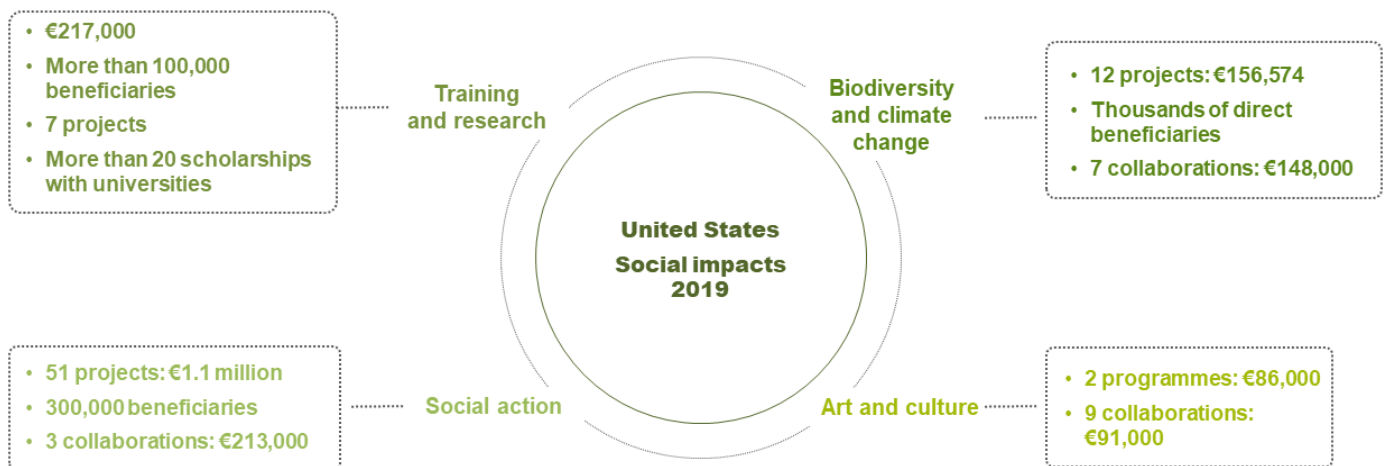 • €217,000
• More than 100,000
beneficiaries
• 7 projects
• More than 20 scholarships
with universities
Training
and research
Biodiversity
and climate
change
• 12 projects: €156,574
• Thousands of direct
beneficiaries
• 7 collaborations: €148,000
United States
Social impacts
2019
• 51 projects: €1.1 million
• 300,000 beneficiaries
• 3 collaborations: €213,000
Social action
Art and culture
• 2 programmes: €86,000
• 9 collaborations:
€91,000